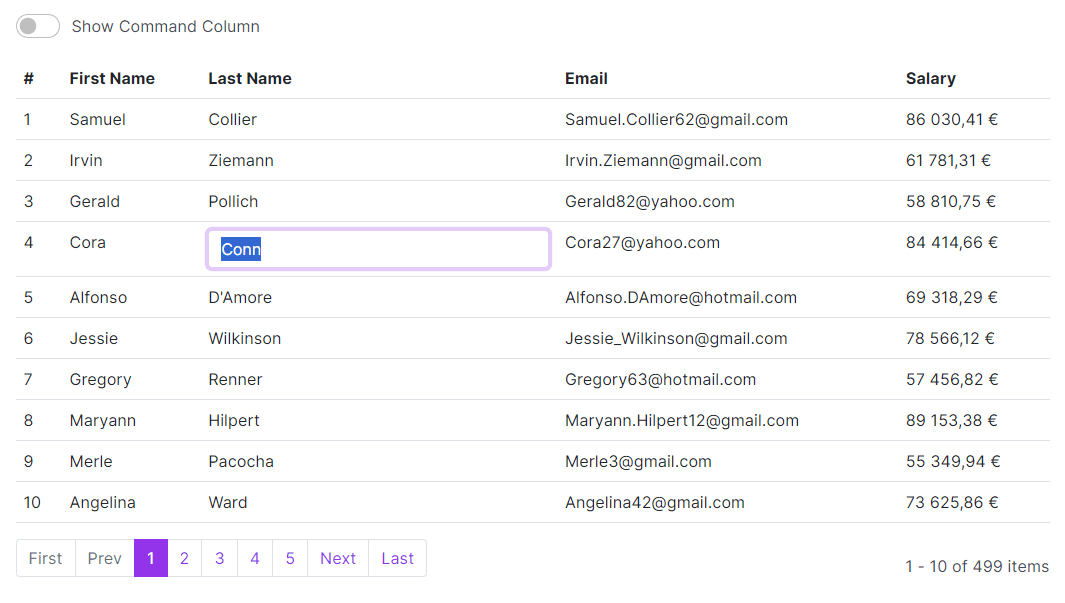 Show Command Column
# First Name Last Name Email Salary
1 Samuel Collier Samuel.Collier62@gmail.com 86 030,41 €
2 Irvin Ziemann Irvin.Ziemann@gmail.com 61 781,31 €
3 Gerald Pollich Gerald82@yahoo.com 58 810,75 €
4 Cora Conn Cora27@yahoo.com 84 414,66 €
5 Alfonso D'Amore Alfonso.DAmore@hotmail.com 69 318,29 €
6 Jessie Wilkinson Jessie_Wilkinson@gmail.com 78 566,12 €
7 Gregory Renner Gregory63@hotmail.com 57 456,82 €
8 Maryann Hilpert Maryann.Hilpert12@gmail.com 89 153,38 €
9 Merle Pacocha Merle3@gmail.com 55 349,94 €
10 Angelina Ward Angelina42@gmail.com 73 625,86 €
First Prev 1 2 3 4 5 Next Last
1 - 10 of 499 items